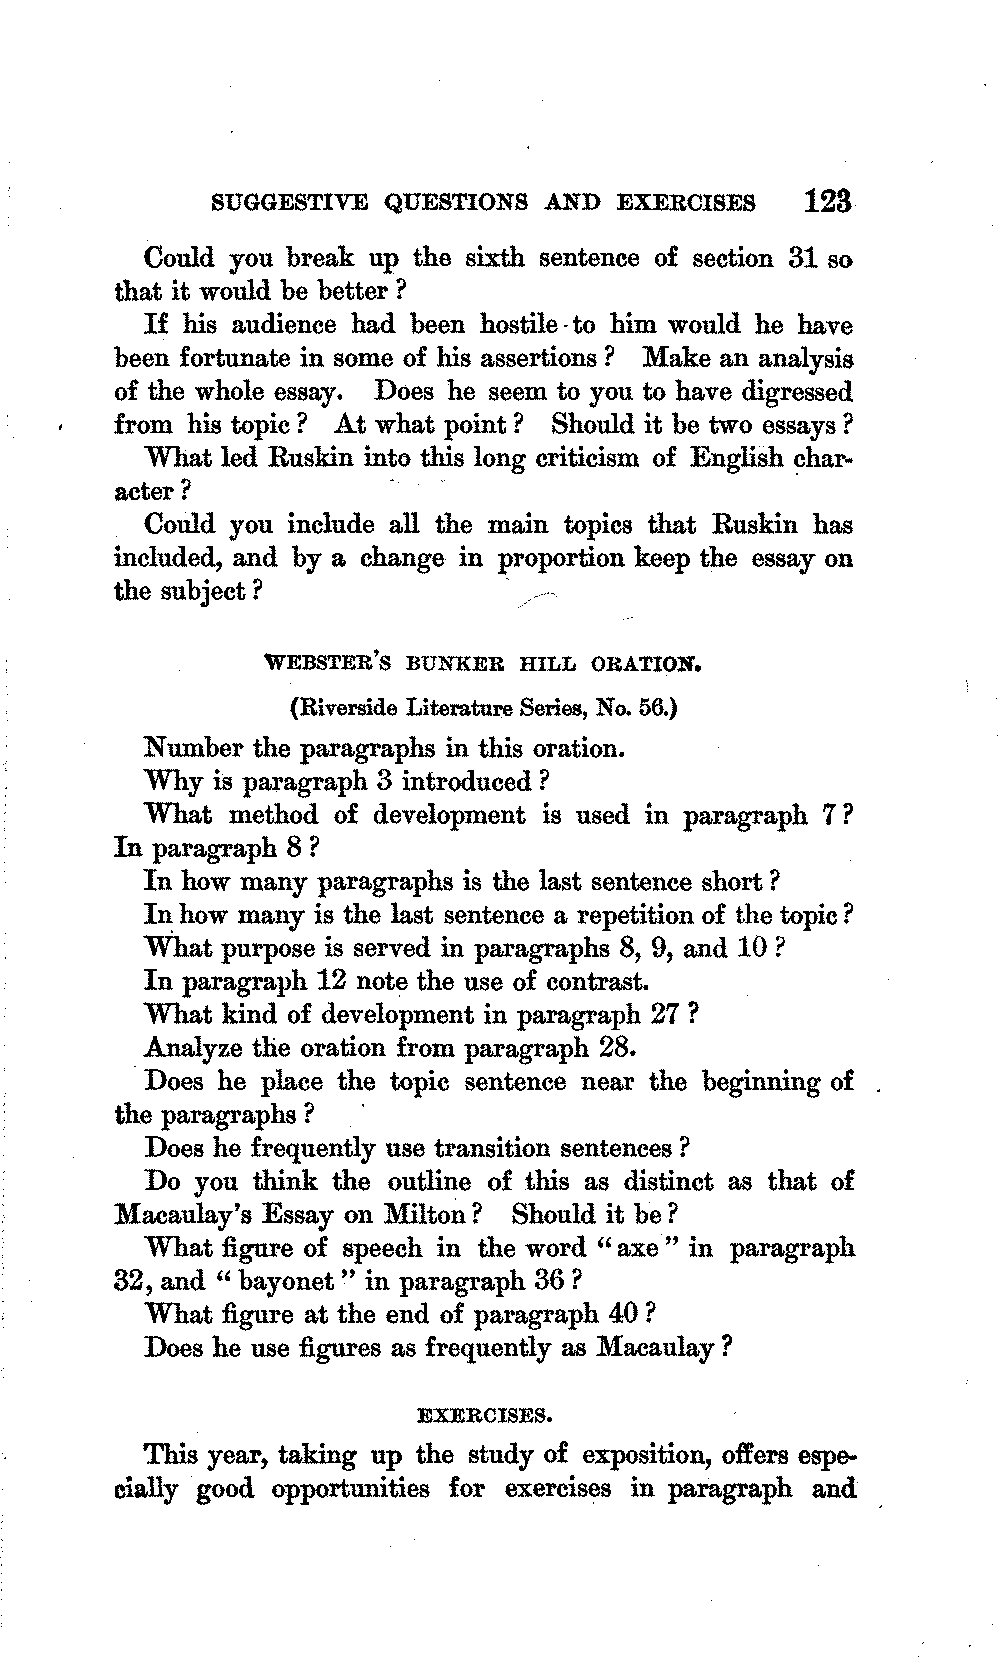 SUGGESTIVE QUESTIONS AND EXERCISES 123
Could you break up the sixth sentence of section 31 so
that it would be better?
If his audience had been hostile to him would he have
been fortunate in some of his assertions? Make an analysis
of the whole essay. Does he seem to you to have digressed
from his topic? At what point? Should it be two essays?
What led Ruskin into this long criticism of English char-
acter?
Could you include all the main topics that Ruskin has
included, and by a change in proportion keep the essay on
the subject?
WEBSTER'S BUNKER HILL ORATION.
(Riverside Literature Series, No. 56.)
Number the paragraphs in this oration.
Why is paragraph 3 introduced?
What method of development is used in paragraph 7?
In paragraph 8?
In how many paragraphs is the last sentence short?
In how many is the last sentence a repetition of the topic?
What purpose is served in paragraphs 8, 9, and 10?
In paragraph 12 note the use of contrast.
What kind of development in paragraph 27?
Analyze the oration from paragraph 28.
Does he place the topic sentence near the beginning of
the paragraphs?
Does he frequently use transition sentences?
Do you think the outline of this as distinct as that of
Macaulay's Essay on Milton? Should it be?
What figure of speech in the word "axe" in paragraph
32, and "bayonet" in paragraph 36?
What figure at the end of paragraph 40?
Does he use figures as frequently as Macaulay?
EXERCISES.
This year, taking up the study of exposition, offers espe-
cially good opportunities for exercises in paragraph and